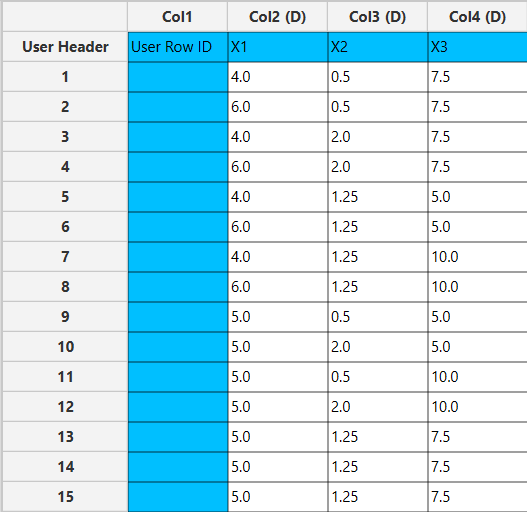 Col1 Col2 (D) Col3 (D) Col4 (D)
User Header User Row ID X1 X2 X3
1 4.0 0.5 7.5
2 6.0 0.5 7.5
3 4.0 2.0 7.5
4 6.0 2.0 7.5
5 4.0 1.25 5.0
6 6.0 1.25 5.0
7 4.0 1.25 10.0
8 6.0 1.25 10.0
9 5.0 0.5 5.0
10 5.0 2.0 5.0
11 5.0 0.5 10.0
12 5.0 2.0 10.0
13 5.0 1.25 7.5
14 5.0 1.25 7.5
15 5.0 1.25 7.5